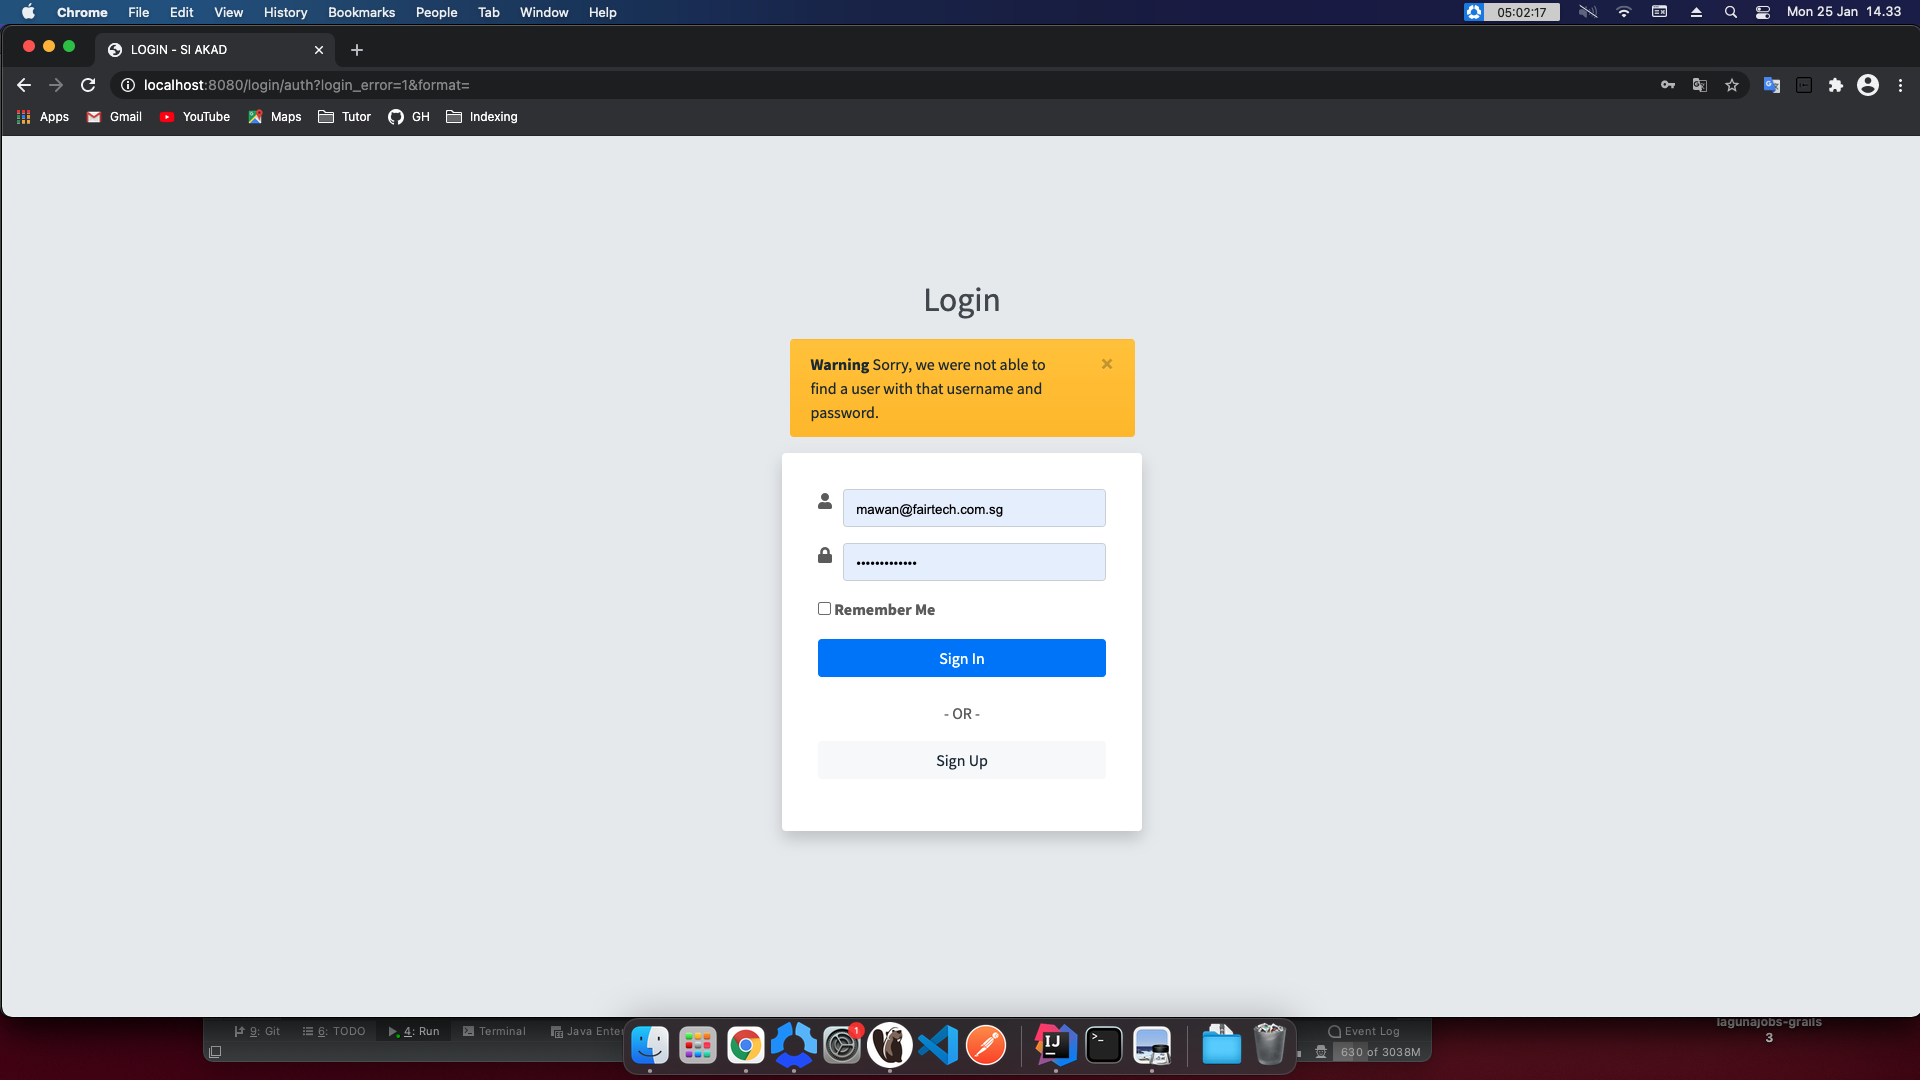 Chrome File Edit View History Bookmarks People Tab Window Help 05:02:17 Mon 25 Jan 14.33
LOGIN - SI AKAD
localhost:8080/login/auth?login_error=1&format=
Apps Gmail YouTube Maps Tutor GH Indexing
Login
Warning Sorry, we were not able to
find a user with that username and
password.
×
mawan@fairtech.com.sg
•••••••••••••
Remember Me
Sign In
- OR -
Sign Up
9: Git 6: TODO 4: Run Terminal Java Enter
1
IJ
Event Log
630 of 3038M
lagunajobs-grails
3